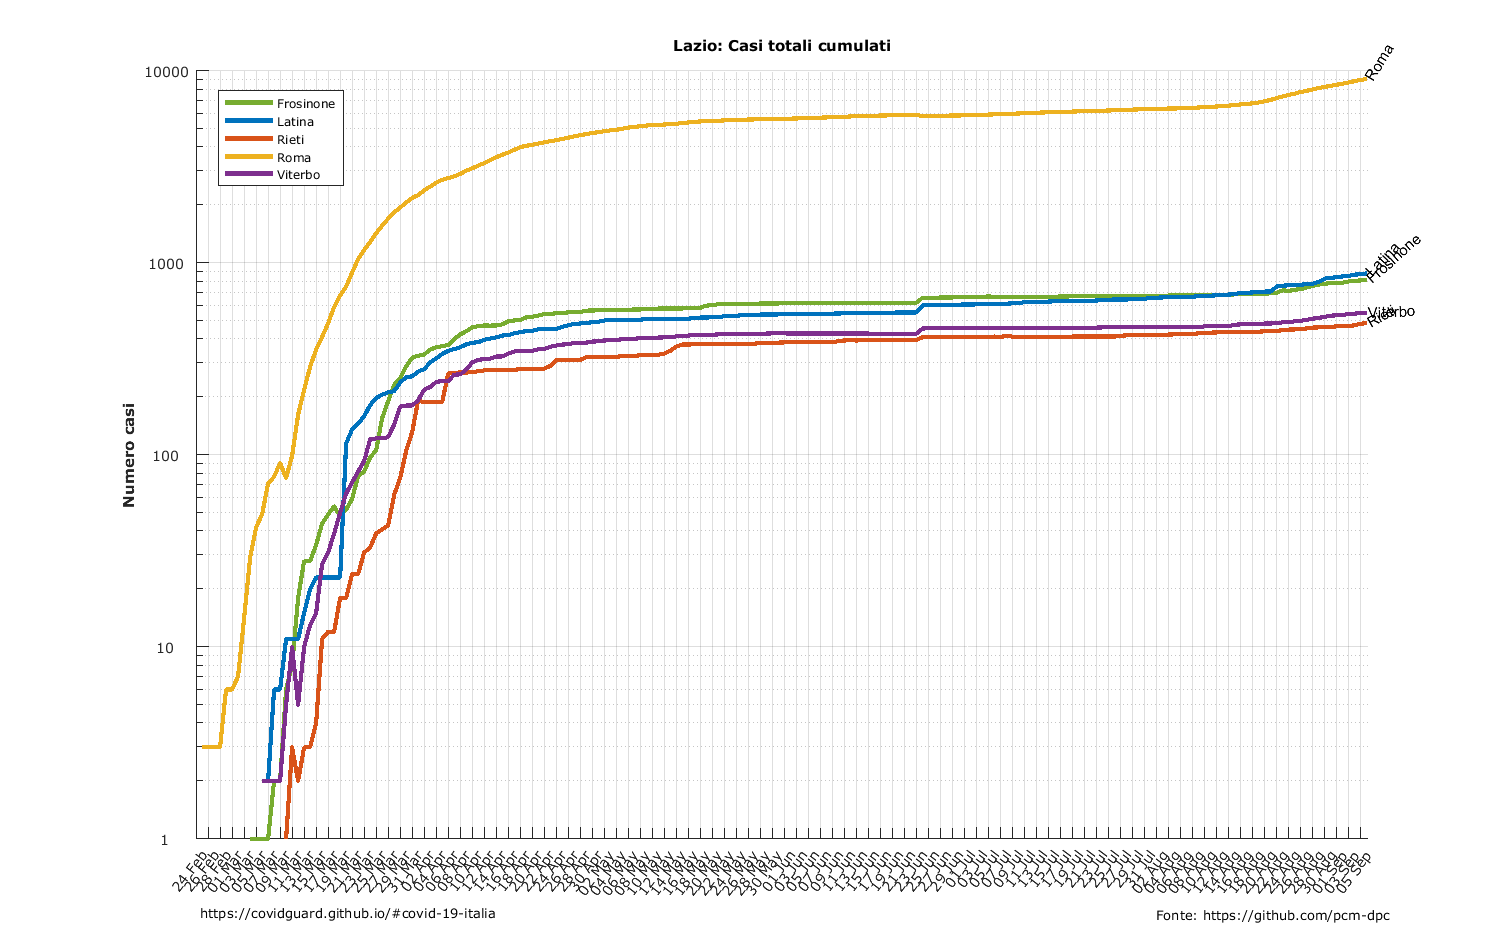 Lazio: Casi totali cumulati
10000
1000
100
10
1
Numero casi
Frosinone
Latina
Rieti
Roma
Viterbo
Roma
Latina
Frosinone
Viterbo
Rieti
24 Feb
26 Feb
28 Feb
01 Mar
03 Mar
05 Mar
07 Mar
09 Mar
11 Mar
13 Mar
15 Mar
17 Mar
19 Mar
21 Mar
23 Mar
25 Mar
27 Mar
29 Mar
31 Mar
02 Apr
04 Apr
06 Apr
08 Apr
10 Apr
12 Apr
14 Apr
16 Apr
18 Apr
20 Apr
22 Apr
24 Apr
26 Apr
28 Apr
30 Apr
02 May
04 May
06 May
08 May
10 May
12 May
14 May
16 May
18 May
20 May
22 May
24 May
26 May
28 May
30 May
01 Jun
03 Jun
05 Jun
07 Jun
09 Jun
11 Jun
13 Jun
15 Jun
17 Jun
19 Jun
21 Jun
23 Jun
25 Jun
27 Jun
29 Jun
01 Jul
03 Jul
05 Jul
07 Jul
09 Jul
11 Jul
13 Jul
15 Jul
17 Jul
19 Jul
21 Jul
23 Jul
25 Jul
27 Jul
29 Jul
31 Jul
02 Aug
04 Aug
06 Aug
08 Aug
10 Aug
12 Aug
14 Aug
16 Aug
18 Aug
20 Aug
22 Aug
24 Aug
26 Aug
28 Aug
30 Aug
01 Sep
03 Sep
05 Sep
https://covidguard.github.io/#covid-19-italia
Fonte: https://github.com/pcm-dpc